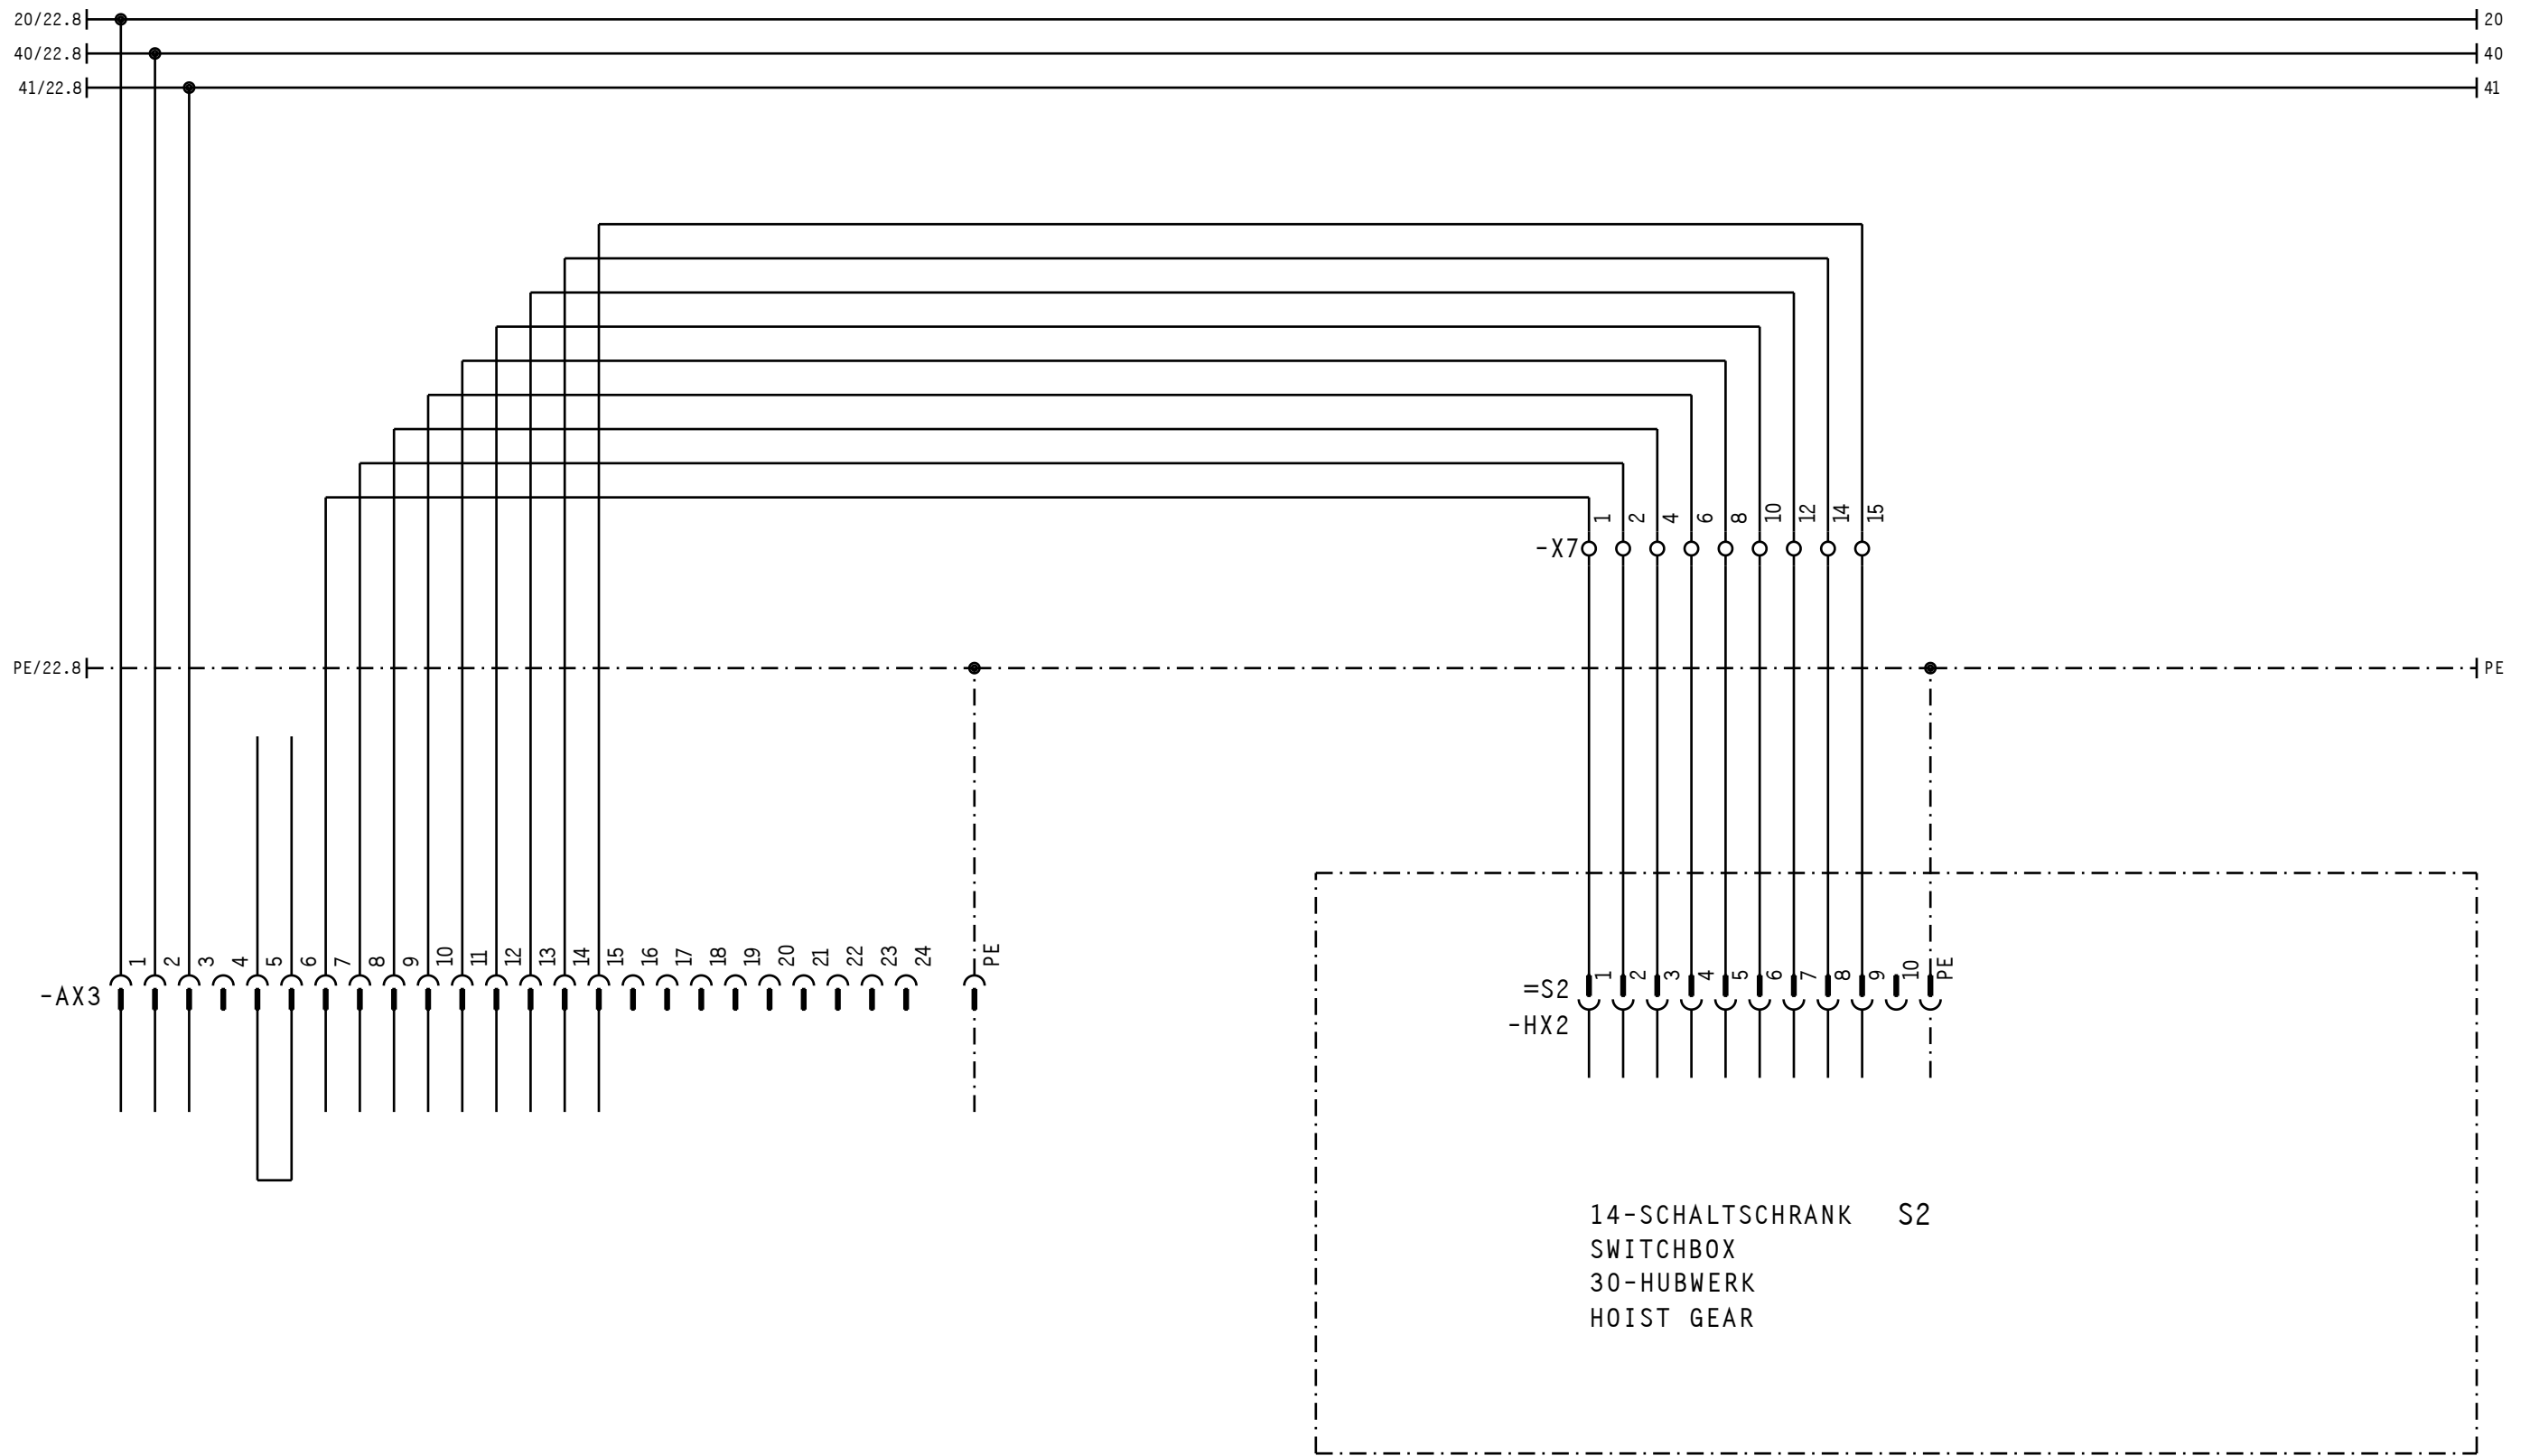 20/22.8 20
40/22.8 40
41/22.8 41
1 2 4 6 8 10 12 14 15
-X7
PE/22.8 PE
1 2 3 4 5 6 7 8 9 10 11 12 13 14 15 16 17 18 19 20 21 22 23 24 PE
-AX3
1 2 3 4 5 6 7 8 9 10 PE
=S2
-HX2
14-SCHALTSCHRANK S2
SWITCHBOX
30-HUBWERK
HOIST GEAR